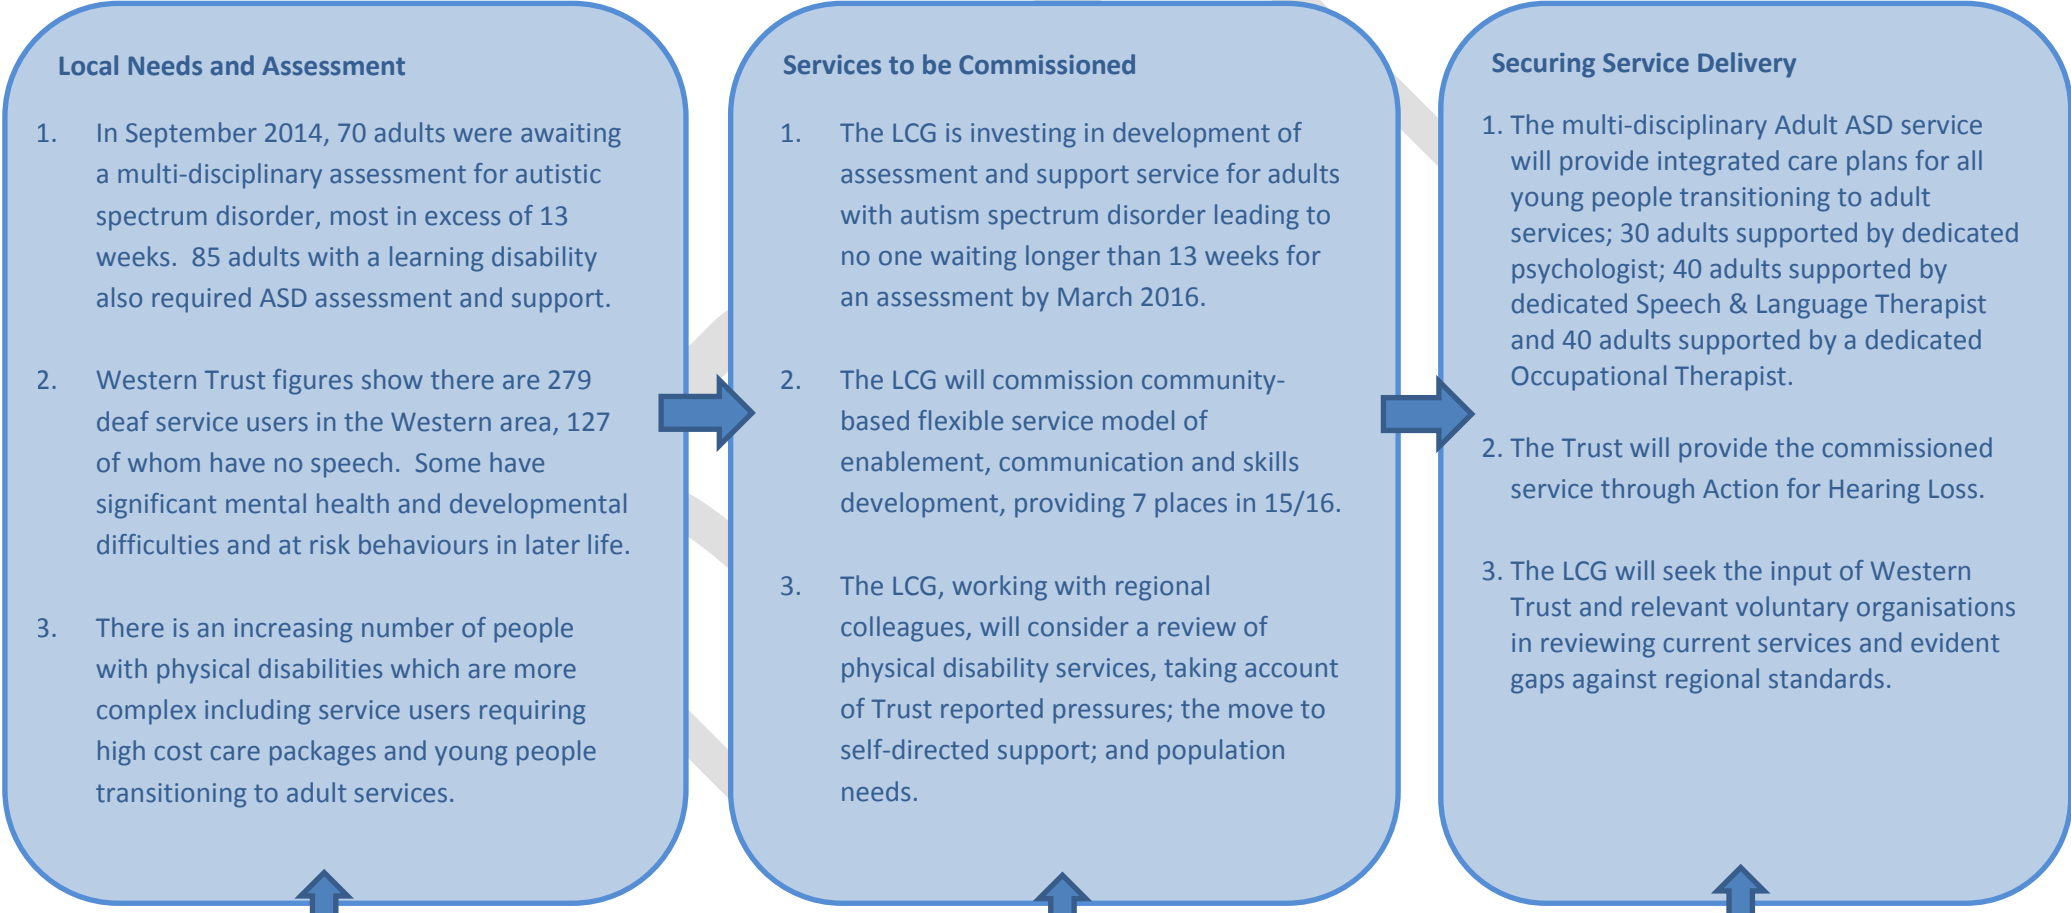 Local Needs and Assessment
1. In September 2014, 70 adults were awaiting
a multi-disciplinary assessment for autistic
spectrum disorder, most in excess of 13
weeks.  85 adults with a learning disability
also required ASD assessment and support.
2. Western Trust figures show there are 279
deaf service users in the Western area, 127
of whom have no speech.  Some have
significant mental health and developmental
difficulties and at risk behaviours in later life.
3. There is an increasing number of people
with physical disabilities which are more
complex including service users requiring
high cost care packages and young people
transitioning to adult services.
Services to be Commissioned
1. The LCG is investing in development of
assessment and support service for adults
with autism spectrum disorder leading to
no one waiting longer than 13 weeks for
an assessment by March 2016.
2. The LCG will commission community-
based flexible service model of
enablement, communication and skills
development, providing 7 places in 15/16.
3. The LCG, working with regional
colleagues, will consider a review of
physical disability services, taking account
of Trust reported pressures; the move to
self-directed support; and population
needs.
Securing Service Delivery
1. The multi-disciplinary Adult ASD service
will provide integrated care plans for all
young people transitioning to adult
services; 30 adults supported by dedicated
psychologist; 40 adults supported by
dedicated Speech & Language Therapist
and 40 adults supported by a dedicated
Occupational Therapist.
2. The Trust will provide the commissioned
service through Action for Hearing Loss.
3. The LCG will seek the input of Western
Trust and relevant voluntary organisations
in reviewing current services and evident
gaps against regional standards.